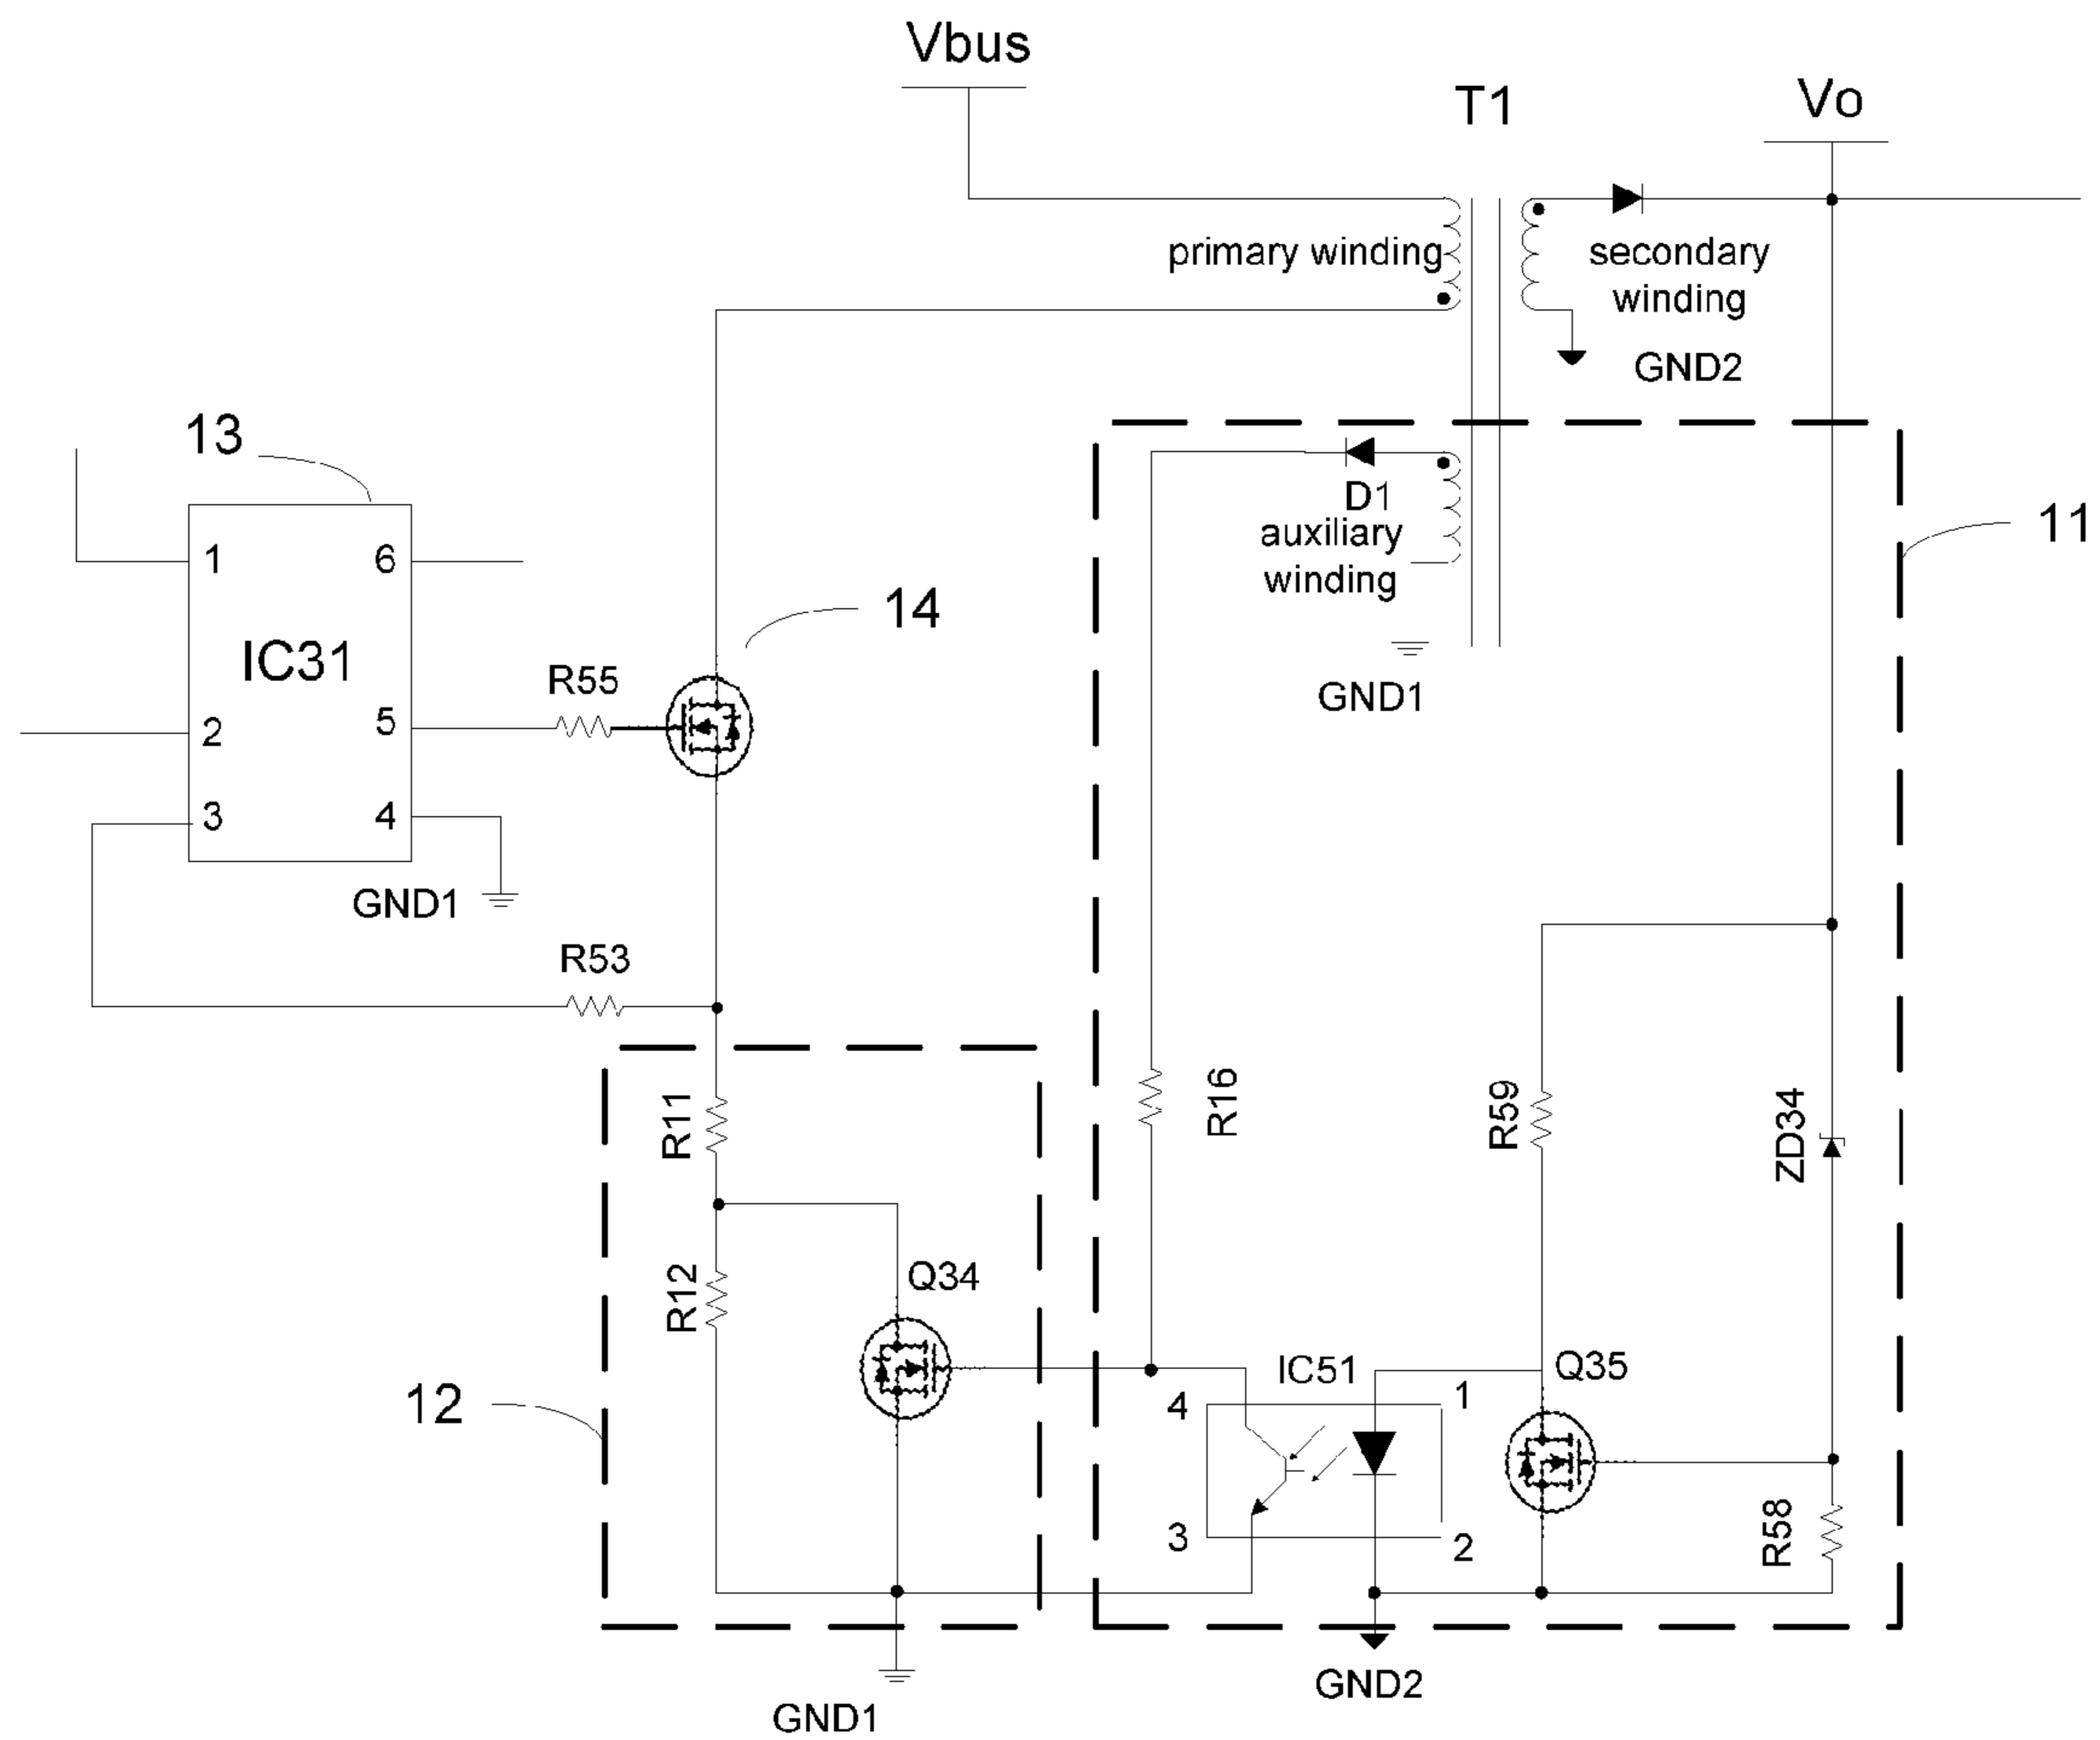 Vbus
T1
Vo
primary winding
secondary
winding
GND2
13
D1
auxiliary
winding
11
1
6
14
IC31
R55
2
5
GND1
3
4
GND1
R53
R11
R16
R59
ZD34
R12
Q34
IC51
Q35
12
4
1
3
2
R58
GND2
GND1